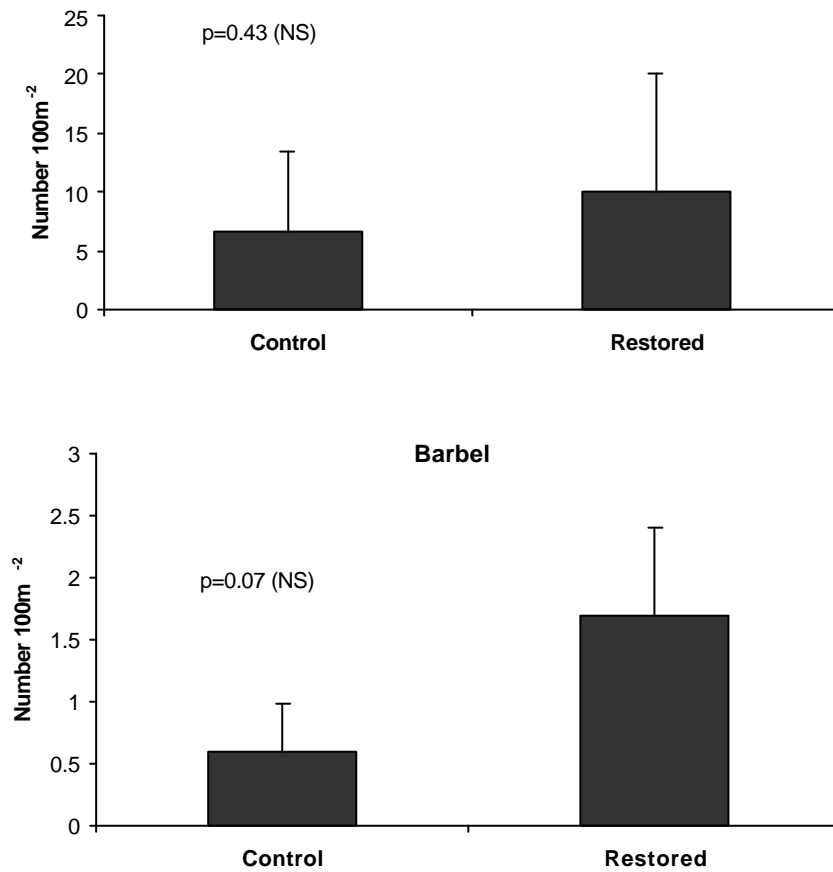 25
20
15
10
5
0
Number 100m⁻²
p=0.43 (NS)
Control Restored
Barbel
3
2.5
2
1.5
1
0.5
0
Number 100m ⁻²
p=0.07 (NS)
Control Restored